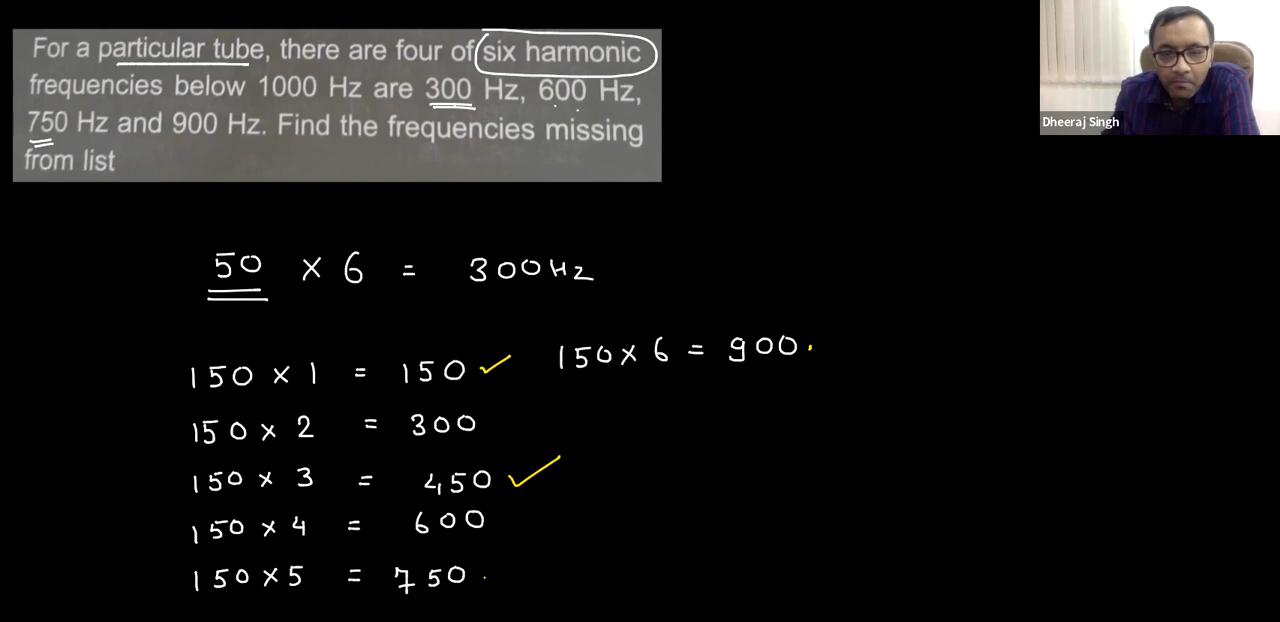 For a particular tube, there are four of six harmonic
frequencies below 1000 Hz are 300 Hz, 600 Hz,
750 Hz and 900 Hz. Find the frequencies missing
from list
Dheeraj Singh
50 × 6 = 300Hz
150 × 1 = 150 ✓
150 × 6 = 900.
150 × 2 = 300
150 × 3 = 450 ✓
150 × 4 = 600
150 × 5 = 750